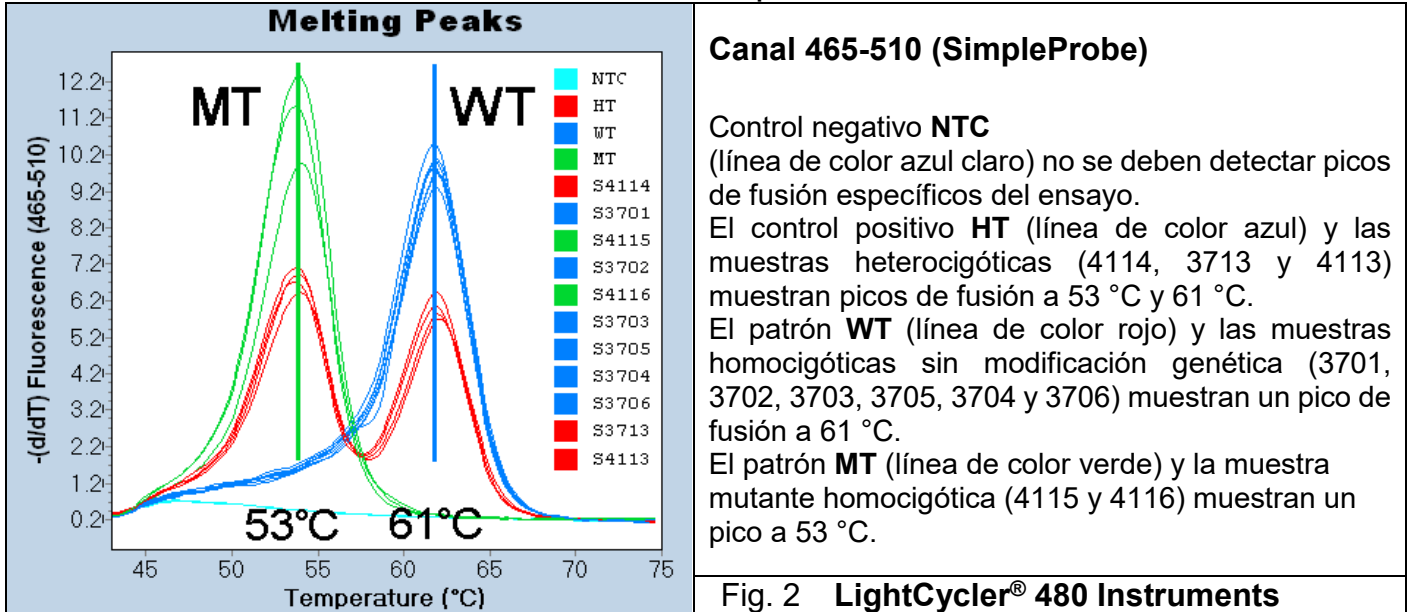 Melting Peaks
-(d/dT) Fluorescence (465-510)
12.2
11.2
10.2
9.2
8.2
7.2
6.2
5.2
4.2
3.2
2.2
1.2
0.2
MT
WT
NTC
HT
WT
MT
S4114
S3701
S4115
S3702
S4116
S3703
S3705
S3704
S3706
S3713
S4113
53°C
61°C
45 50 55 60 65 70 75
Temperature (°C)
Canal 465-510 (SimpleProbe)
Control negativo NTC
(línea de color azul claro) no se deben detectar picos
de fusión específicos del ensayo.
El control positivo HT (línea de color azul) y las
muestras heterocigóticas (4114, 3713 y 4113)
muestran picos de fusión a 53 °C y 61 °C.
El patrón WT (línea de color rojo) y las muestras
homocigóticas sin modificación genética (3701,
3702, 3703, 3705, 3704 y 3706) muestran un pico de
fusión a 61 °C.
El patrón MT (línea de color verde) y la muestra
mutante homocigótica (4115 y 4116) muestran un
pico a 53 °C.
Fig. 2 LightCycler® 480 Instruments